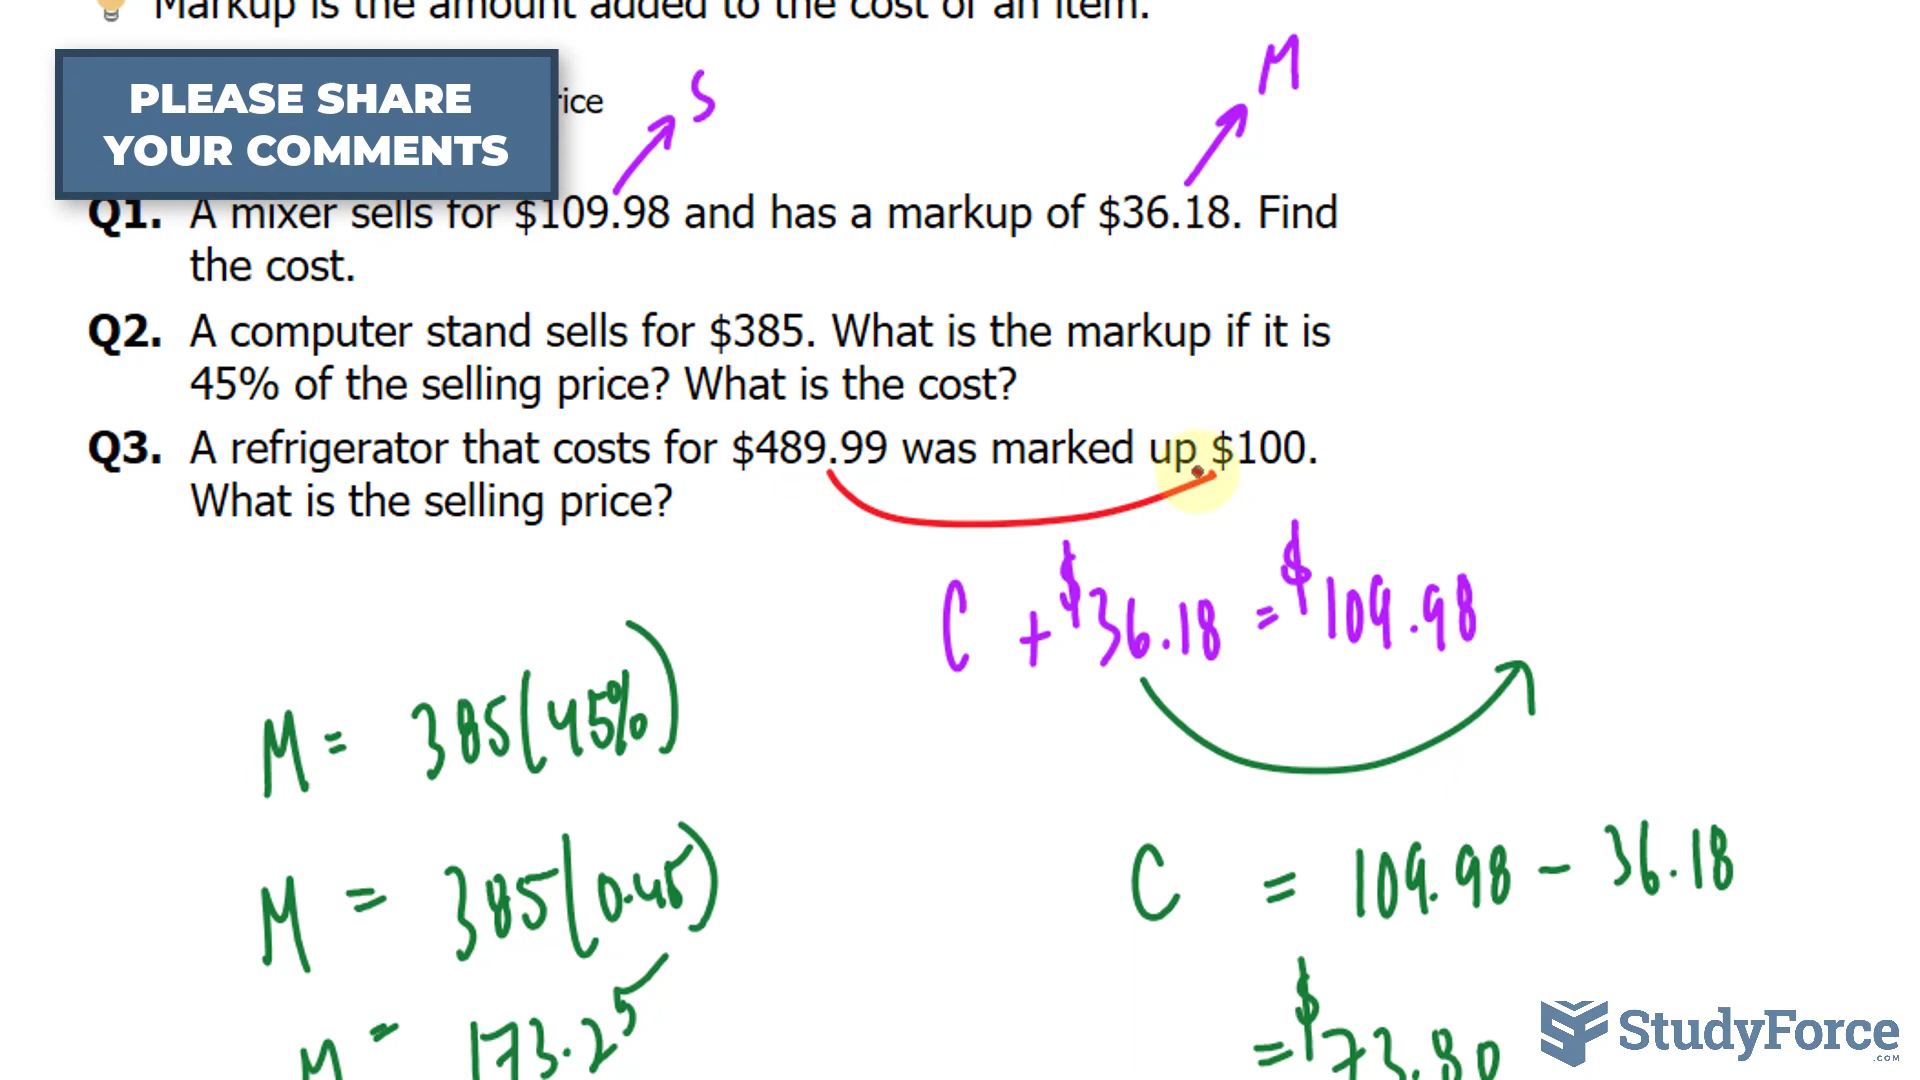 Markup is the amount added to the cost of an item.
PLEASE SHARE
YOUR COMMENTS
rice
S
M
Q1. A mixer sells for $109.98 and has a markup of $36.18. Find
the cost.
Q2. A computer stand sells for $385. What is the markup if it is
45% of the selling price? What is the cost?
Q3. A refrigerator that costs for $489.99 was marked up $100.
What is the selling price?
C + $36.18 = $109.98
M = 385(45%)
C = 109.98 - 36.18
M = 385(0.45)
M = 173.25
= $73.80
StudyForce
.COM